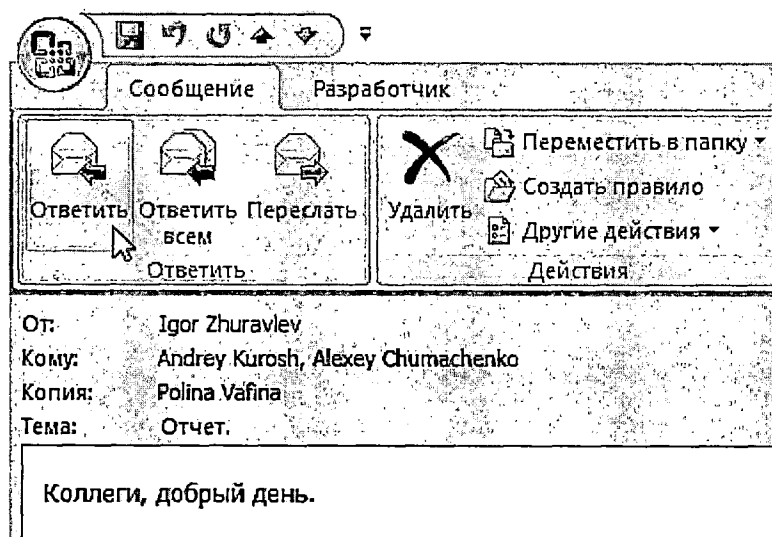 Сообщение Разработчик
Ответить Ответить всем Переслать
Ответить
Удалить
Переместить в папку
Создать правило
Другие действия
Действия
От: Igor Zhuravlev
Кому: Andrey Kurosh, Alexey Chumachenko
Копия: Polina Vafina
Тема: Отчет.
Коллеги, добрый день.